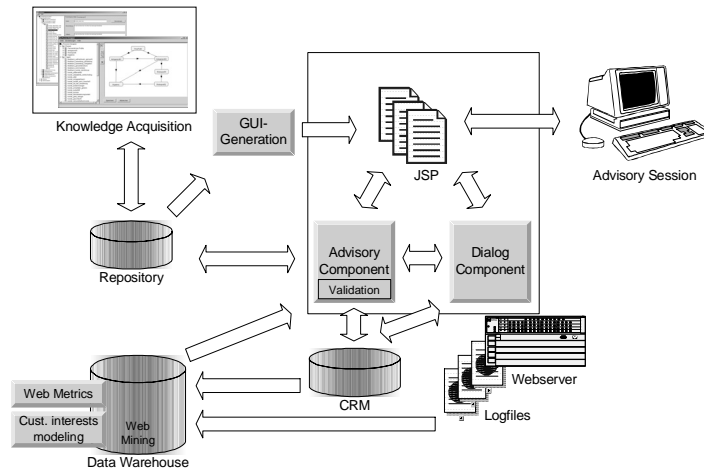 Knowledge Acquisition
GUI-
Generation
JSP
Advisory Session
Repository
Advisory
Component
Validation
Dialog
Component
Webserver
Logfiles
CRM
Web Metrics
Cust. interests
modeling
Web
Mining
Data Warehouse